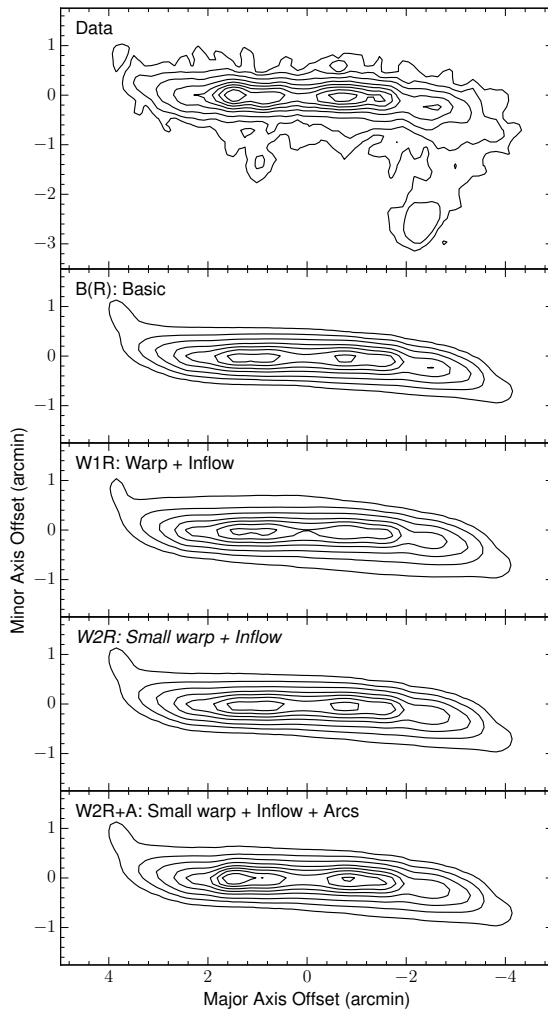 Data
1
0
−1
−2
−3
B(R): Basic
1
0
−1
W1R: Warp + Inflow
1
0
−1
W2R: Small warp + Inflow
1
0
−1
W2R+A: Small warp + Inflow + Arcs
1
0
−1
4 2 0 −2 −4
Major Axis Offset (arcmin)
Minor Axis Offset (arcmin)